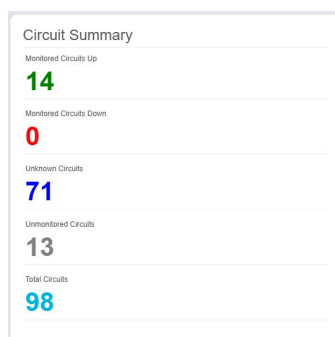 Circuit Summary
Monitored Circuits Up
14
Monitored Circuits Down
0
Unknown Circuits
71
Unmonitored Circuits
13
Total Circuits
98